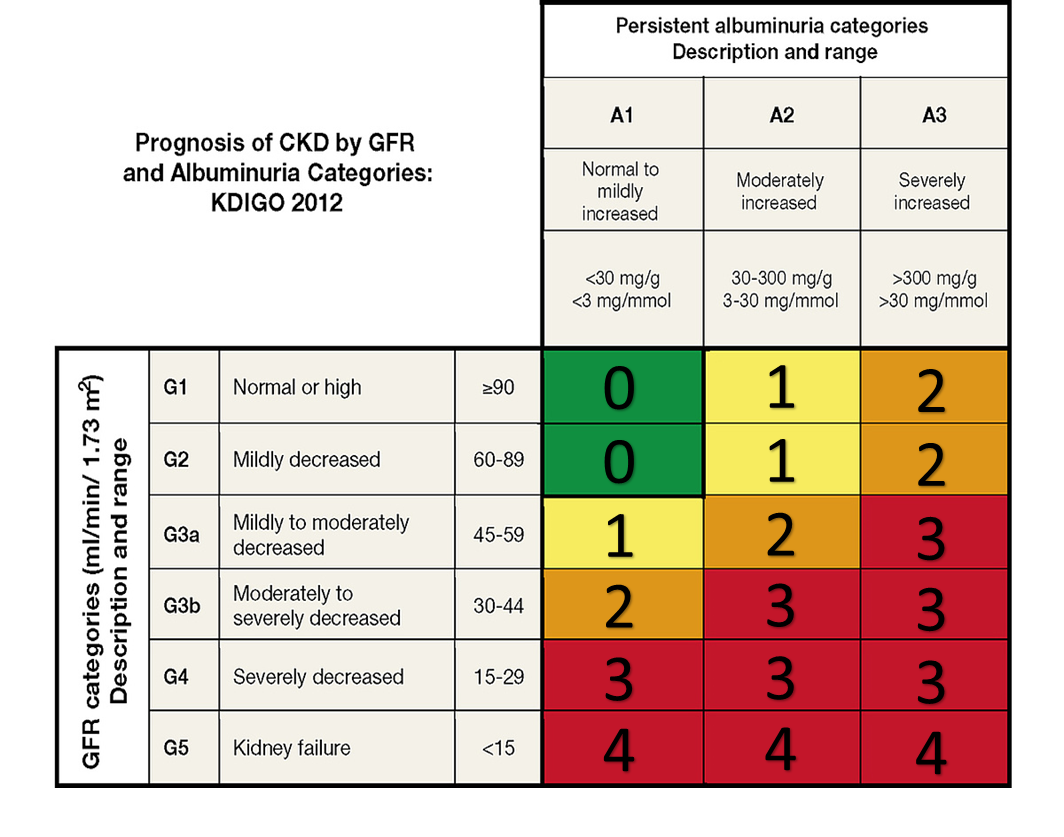 Persistent albuminuria categories
Description and range
Prognosis of CKD by GFR
and Albuminuria Categories:
KDIGO 2012
A1 A2 A3
Normal to
mildly
increased
Moderately
increased
Severely
increased
<30 mg/g
<3 mg/mmol
30-300 mg/g
3-30 mg/mmol
>300 mg/g
>30 mg/mmol
GFR categories (ml/min/ 1.73 m²)
Description and range
G1 Normal or high ≥90 0 1 2
G2 Mildly decreased 60-89 0 1 2
G3a Mildly to moderately
decreased 45-59 1 2 3
G3b Moderately to
severely decreased 30-44 2 3 3
G4 Severely decreased 15-29 3 3 3
G5 Kidney failure <15 4 4 4